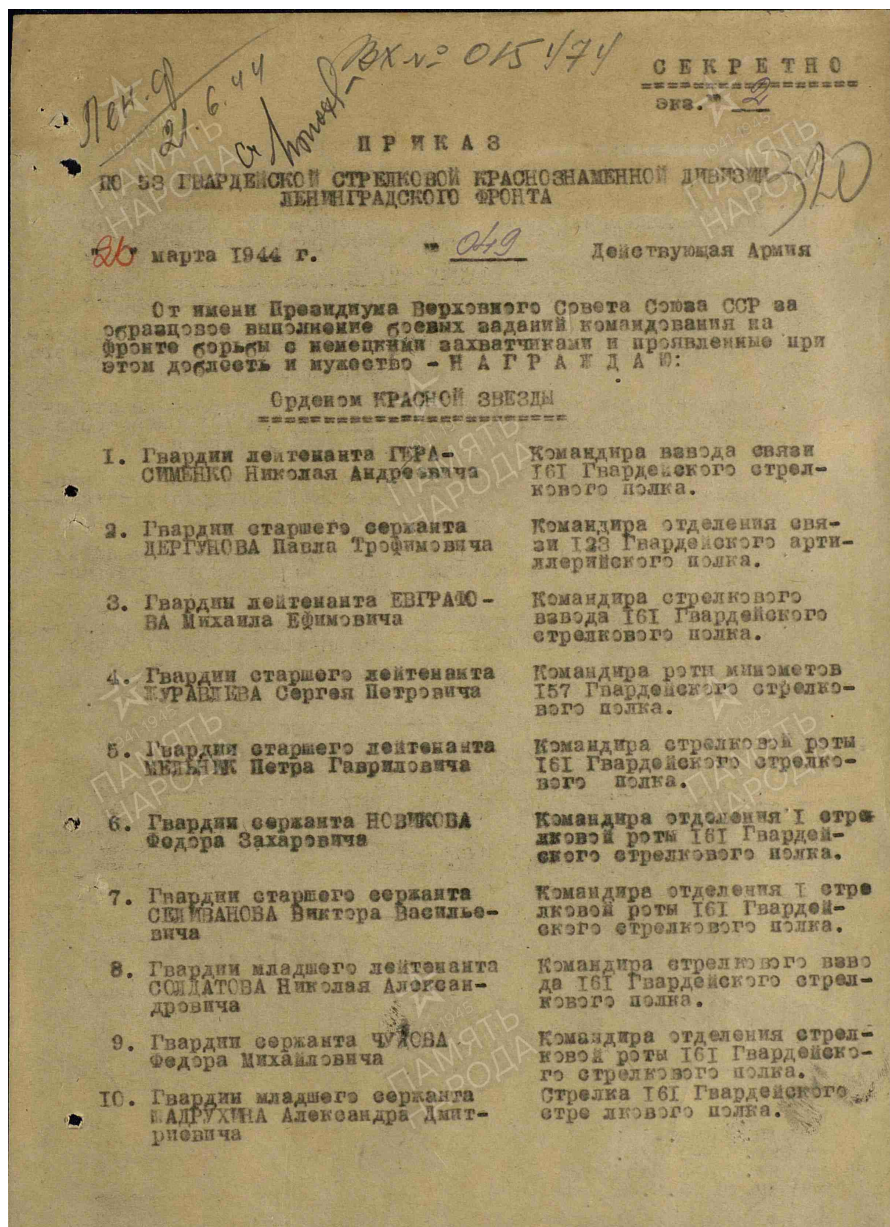 Лен. ф
21.6.44
ВХ № 015474
СЕКРЕТНО
экз.№ 2
ПРИКАЗ
320
ПО 53 ГВАРДЕЙСКОЙ СТРЕЛКОВОЙ КРАСНОЗНАМЕННОЙ ДИВИЗИИ
ЛЕНИНГРАДСКОГО ФРОНТА
"26" марта 1944 г. № 049 Действующая Армия
От имени Президиума Верховного Совета Союза ССР за
образцовое выполнение боевых заданий командования на
фронте борьбы с немецкими захватчиками и проявленные при
этом доблесть и мужество - Н А Г Р А Ж Д А Ю:
Орденом КРАСНОЙ ЗВЕЗДЫ
1. Гвардии лейтенанта ГЕРА- Командира взвода связи
СИМЕНКО Николая Андреевича 161 Гвардейского стрел-
кового полка.
2. Гвардии старшего сержанта Командира отделения свя-
ДЕРГУНОВА Павла Трофимовича зи 123 Гвардейского арти-
ллерийского полка.
3. Гвардии лейтенанта ЕВГРАФО- Командира стрелкового
ВА Михаила Ефимовича взвода 161 Гвардейского
стрелкового полка.
4. Гвардии старшего лейтенанта Командира роты минометов
ЖУРАВЛЕВА Сергея Петровича 157 Гвардейского стрелко-
вого полка.
5. Гвардии старшего лейтенанта Командира стрелковой роты
МЕЛЬНИК Петра Гавриловича 161 Гвардейского стрелко-
вого полка.
6. Гвардии сержанта НОВИКОВА Командира отделения 1 стре
Федора Захаровича лковой роты 161 Гвардей-
ского стрелкового полка.
7. Гвардии старшего сержанта Командира отделения 1 стре
СЕЛИВАНОВА Виктора Василье- лковой роты 161 Гвардей-
вича ского стрелкового полка.
8. Гвардии младшего лейтенанта Командира стрелкового взво
СОЛДАТОВА Николая Алексан- да 161 Гвардейского стрел-
дровича кового полка.
9. Гвардии сержанта Командира отделения стрел-
Федора Михайловича ковой роты 161 Гвардейско-
го стрелкового полка.
10. Гвардии младшего сержанта Стрелка 161 Гвардейского
ШАДРУХИНА Александра Дмит- стре лкового полка.
риевича